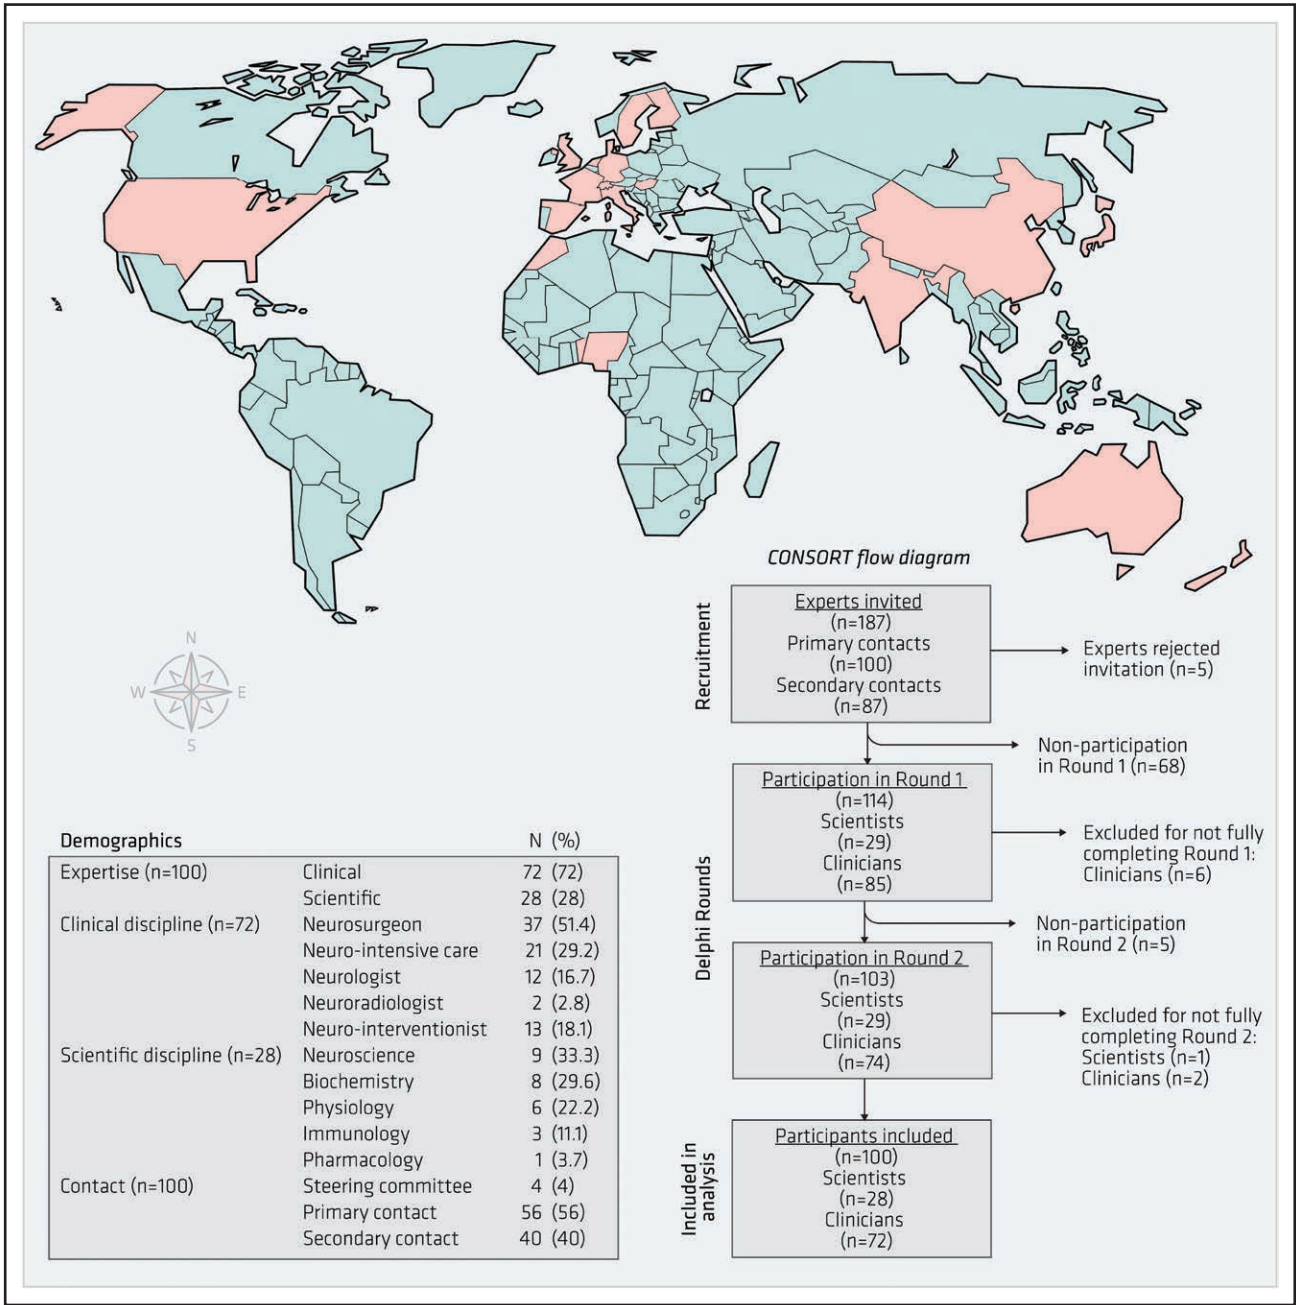 N
W
E
S
CONSORT flow diagram
Recruitment
Experts invited
(n=187)
Primary contacts
(n=100)
Secondary contacts
(n=87)
Experts rejected
invitation (n=5)
Non-participation
in Round 1 (n=68)
Delphi Rounds
Participation in Round 1
(n=114)
Scientists
(n=29)
Clinicians
(n=85)
Excluded for not fully
completing Round 1:
Clinicians (n=6)
Non-participation
in Round 2 (n=5)
Participation in Round 2
(n=103)
Scientists
(n=29)
Clinicians
(n=74)
Excluded for not fully
completing Round 2:
Scientists (n=1)
Clinicians (n=2)
Included in
analysis
Participants included
(n=100)
Scientists
(n=28)
Clinicians
(n=72)
Demographics N (%)
Expertise (n=100) Clinical 72 (72)
Scientific 28 (28)
Clinical discipline (n=72) Neurosurgeon 37 (51.4)
Neuro-intensive care 21 (29.2)
Neurologist 12 (16.7)
Neuroradiologist 2 (2.8)
Neuro-interventionist 13 (18.1)
Scientific discipline (n=28) Neuroscience 9 (33.3)
Biochemistry 8 (29.6)
Physiology 6 (22.2)
Immunology 3 (11.1)
Pharmacology 1 (3.7)
Contact (n=100) Steering committee 4 (4)
Primary contact 56 (56)
Secondary contact 40 (40)